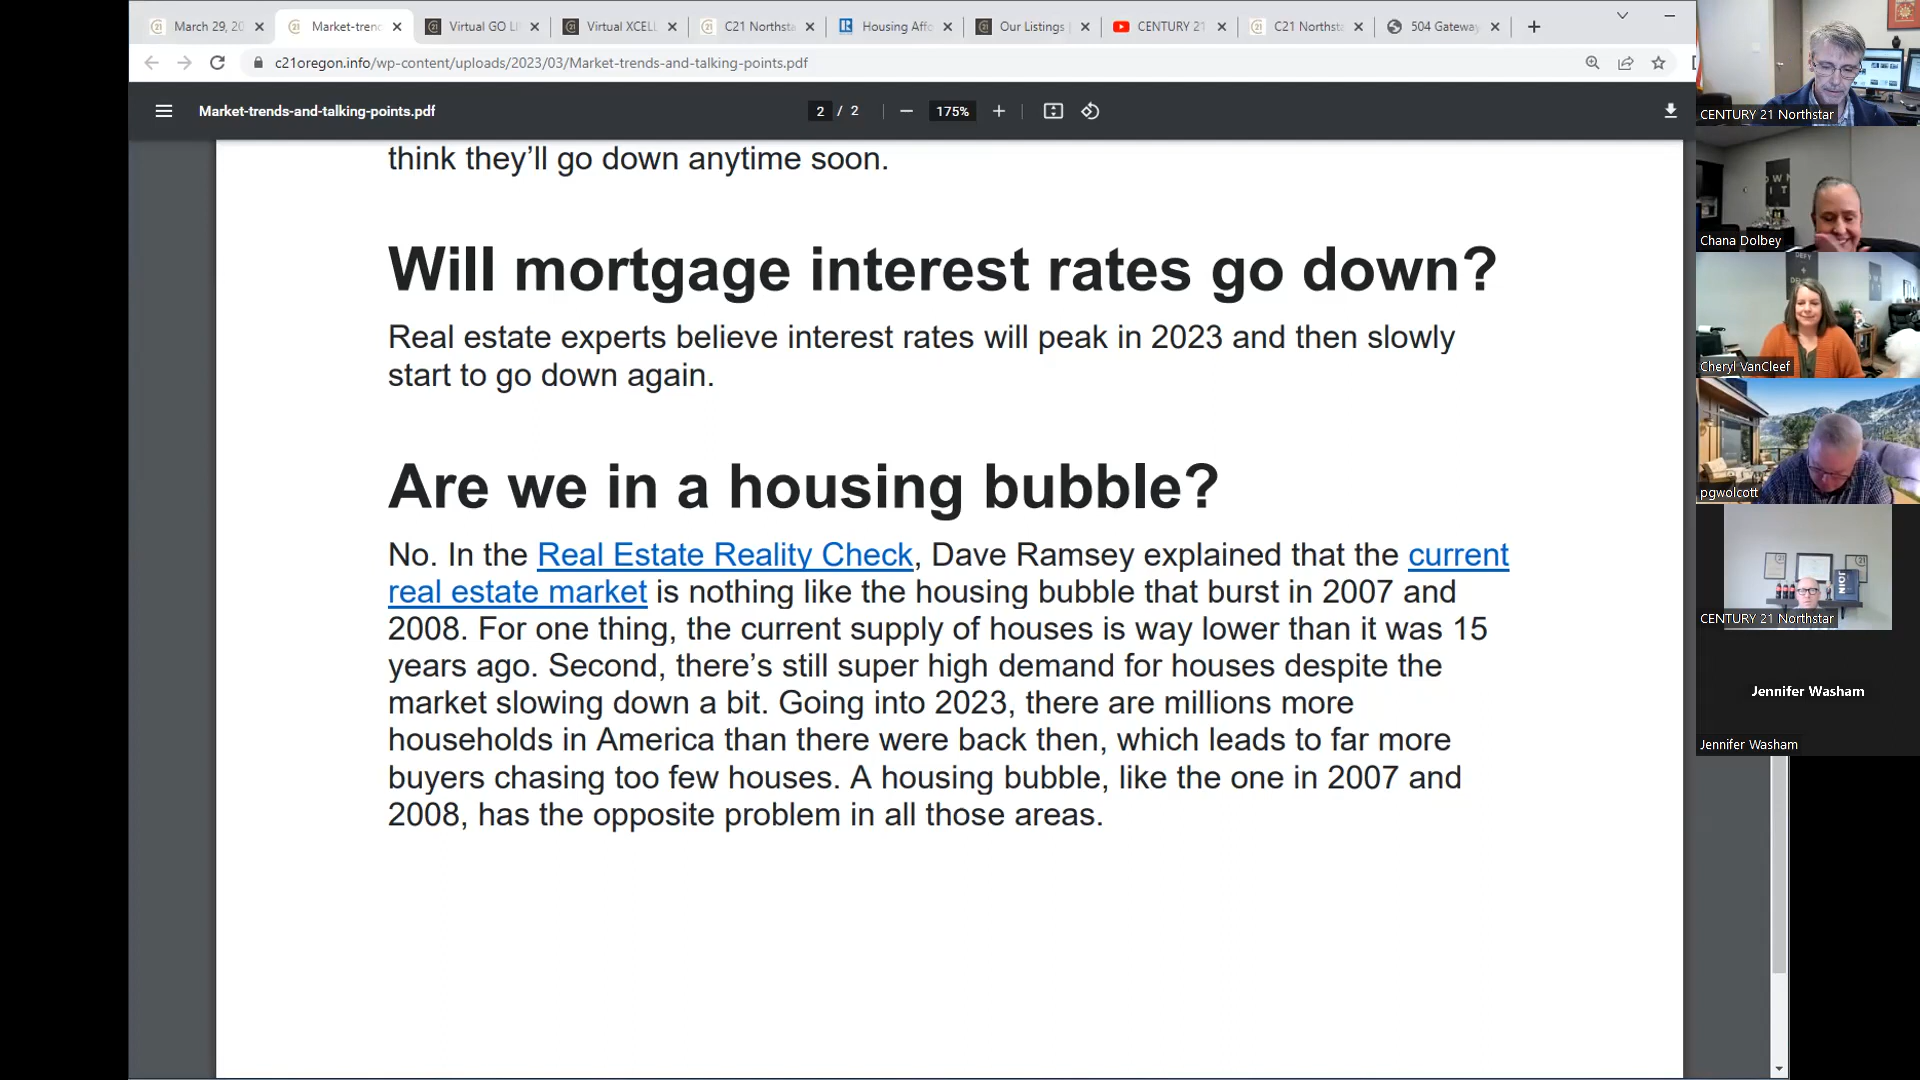 March 29, 20
Market-trenc
Virtual GO LI
Virtual XCELL
C21 Northsta
Housing Affo
Our Listings |
CENTURY 21
C21 Northsta
504 Gateway
c21oregon.info/wp-content/uploads/2023/03/Market-trends-and-talking-points.pdf
Market-trends-and-talking-points.pdf
2 / 2
175%
think they’ll go down anytime soon.
Will mortgage interest rates go down?
Real estate experts believe interest rates will peak in 2023 and then slowly
start to go down again.
Are we in a housing bubble?
No. In the Real Estate Reality Check, Dave Ramsey explained that the current
real estate market is nothing like the housing bubble that burst in 2007 and
2008. For one thing, the current supply of houses is way lower than it was 15
years ago. Second, there’s still super high demand for houses despite the
market slowing down a bit. Going into 2023, there are millions more
households in America than there were back then, which leads to far more
buyers chasing too few houses. A housing bubble, like the one in 2007 and
2008, has the opposite problem in all those areas.
CENTURY 21 Northstar
Chana Dolbey
Cheryl VanCleef
pgwolcott
JOIN
CENTURY 21 Northstar
Jennifer Washam
Jennifer Washam